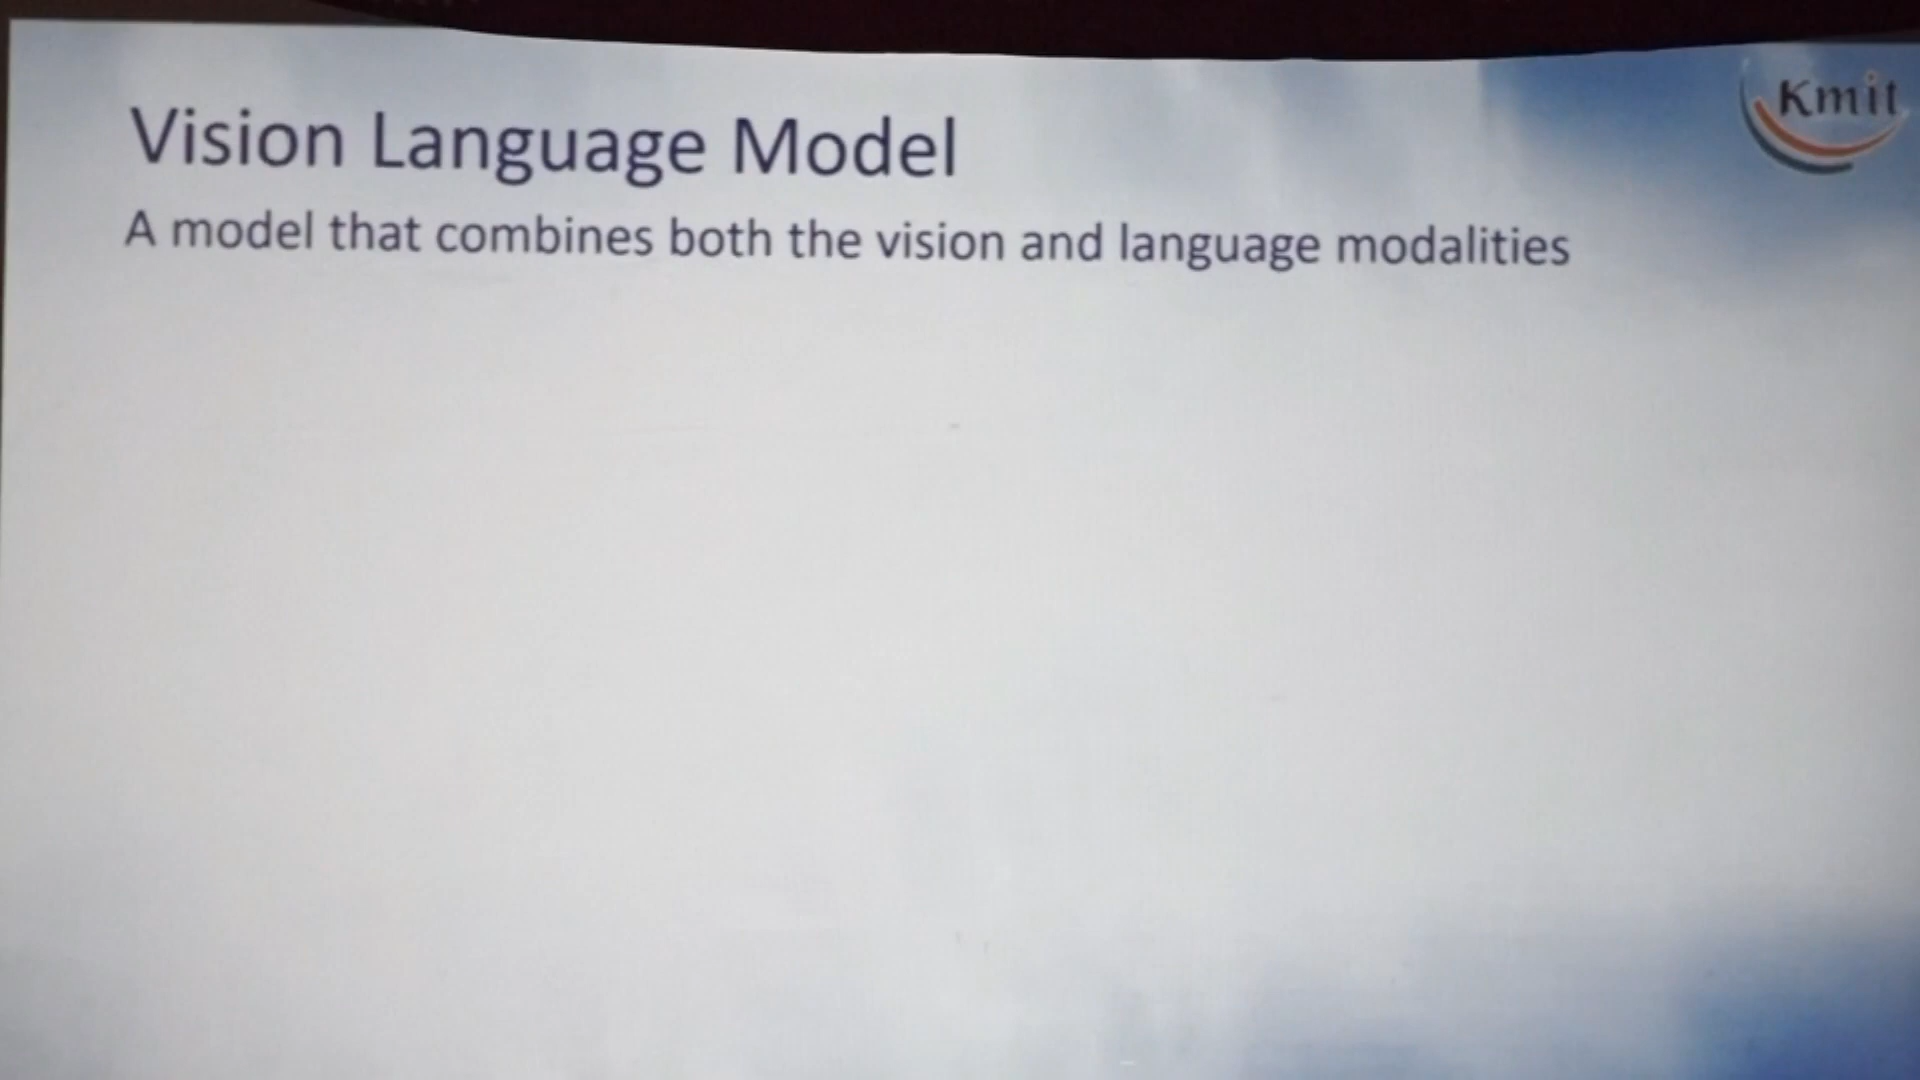 Kmit
Vision Language Model
A model that combines both the vision and language modalities